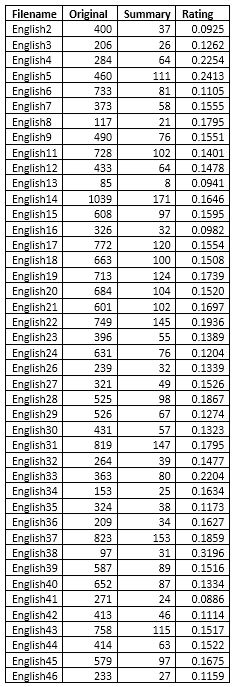 Filename Original Summary Rating
English2 400 37 0.0925
English3 206 26 0.1262
English4 284 64 0.2254
English5 460 111 0.2413
English6 733 81 0.1105
English7 373 58 0.1555
English8 117 21 0.1795
English9 490 76 0.1551
English11 728 102 0.1401
English12 433 64 0.1478
English13 85 8 0.0941
English14 1039 171 0.1646
English15 608 97 0.1595
English16 326 32 0.0982
English17 772 120 0.1554
English18 663 100 0.1508
English19 713 124 0.1739
English20 684 104 0.1520
English21 601 102 0.1697
English22 749 145 0.1936
English23 396 55 0.1389
English24 631 76 0.1204
English26 239 32 0.1339
English27 321 49 0.1526
English28 525 98 0.1867
English29 526 67 0.1274
English30 431 57 0.1323
English31 819 147 0.1795
English32 264 39 0.1477
English33 363 80 0.2204
English34 153 25 0.1634
English35 324 38 0.1173
English36 209 34 0.1627
English37 823 153 0.1859
English38 97 31 0.3196
English39 587 89 0.1516
English40 652 87 0.1334
English41 271 24 0.0886
English42 413 46 0.1114
English43 758 115 0.1517
English44 414 63 0.1522
English45 579 97 0.1675
English46 233 27 0.1159